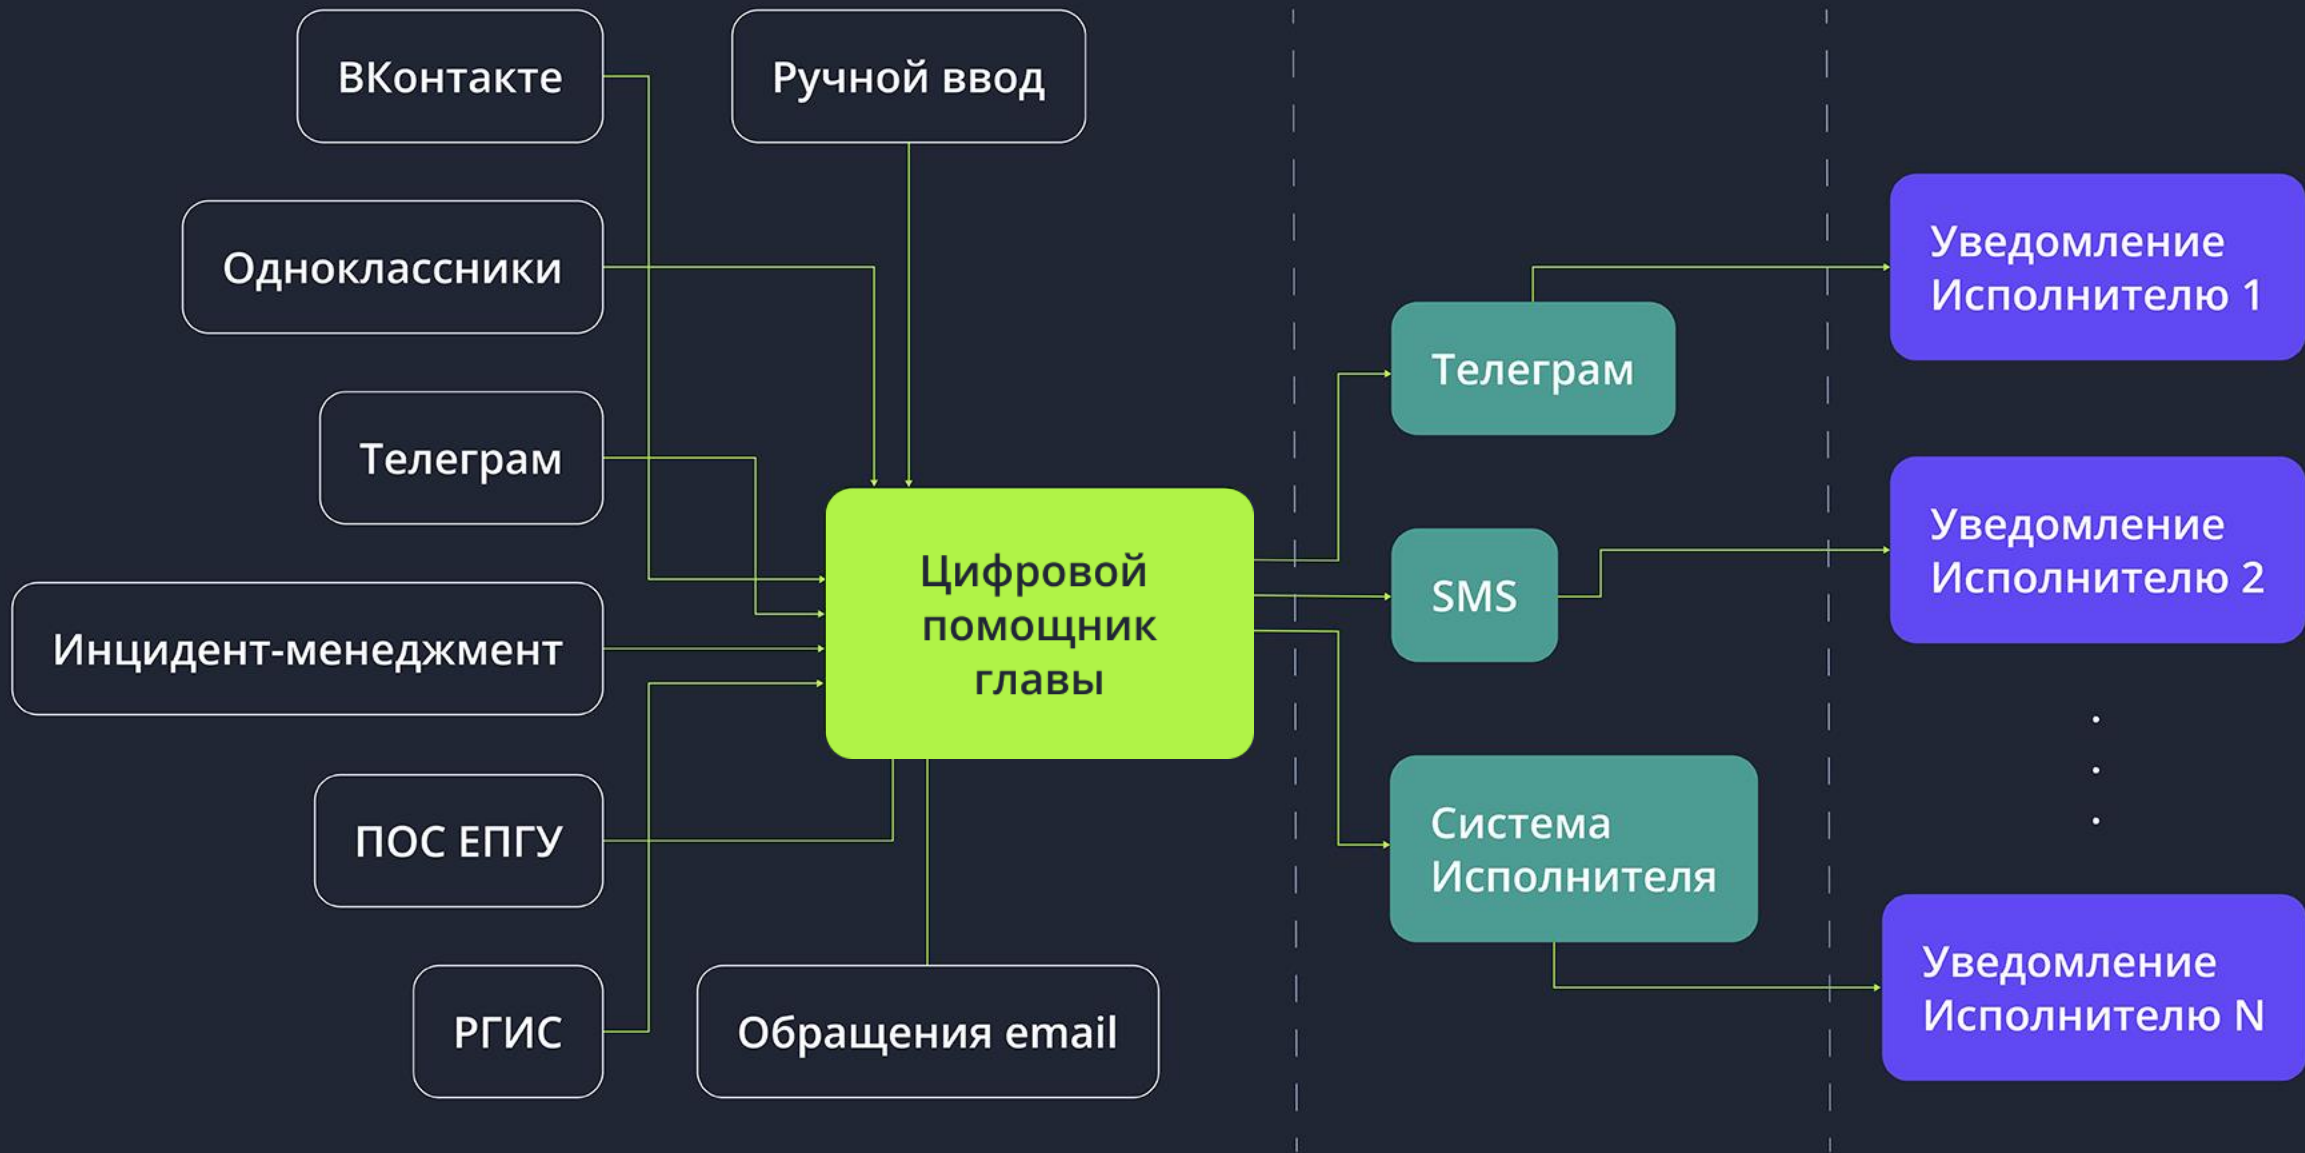 ВКонтакте
Ручной ввод
Одноклассники
Телеграм
Инцидент-менеджмент
ПОС ЕПГУ
РГИС
Обращения email
Цифровой
помощник
главы
Телеграм
SMS
Система
Исполнителя
Уведомление
Исполнителю 1
Уведомление
Исполнителю 2
Уведомление
Исполнителю N